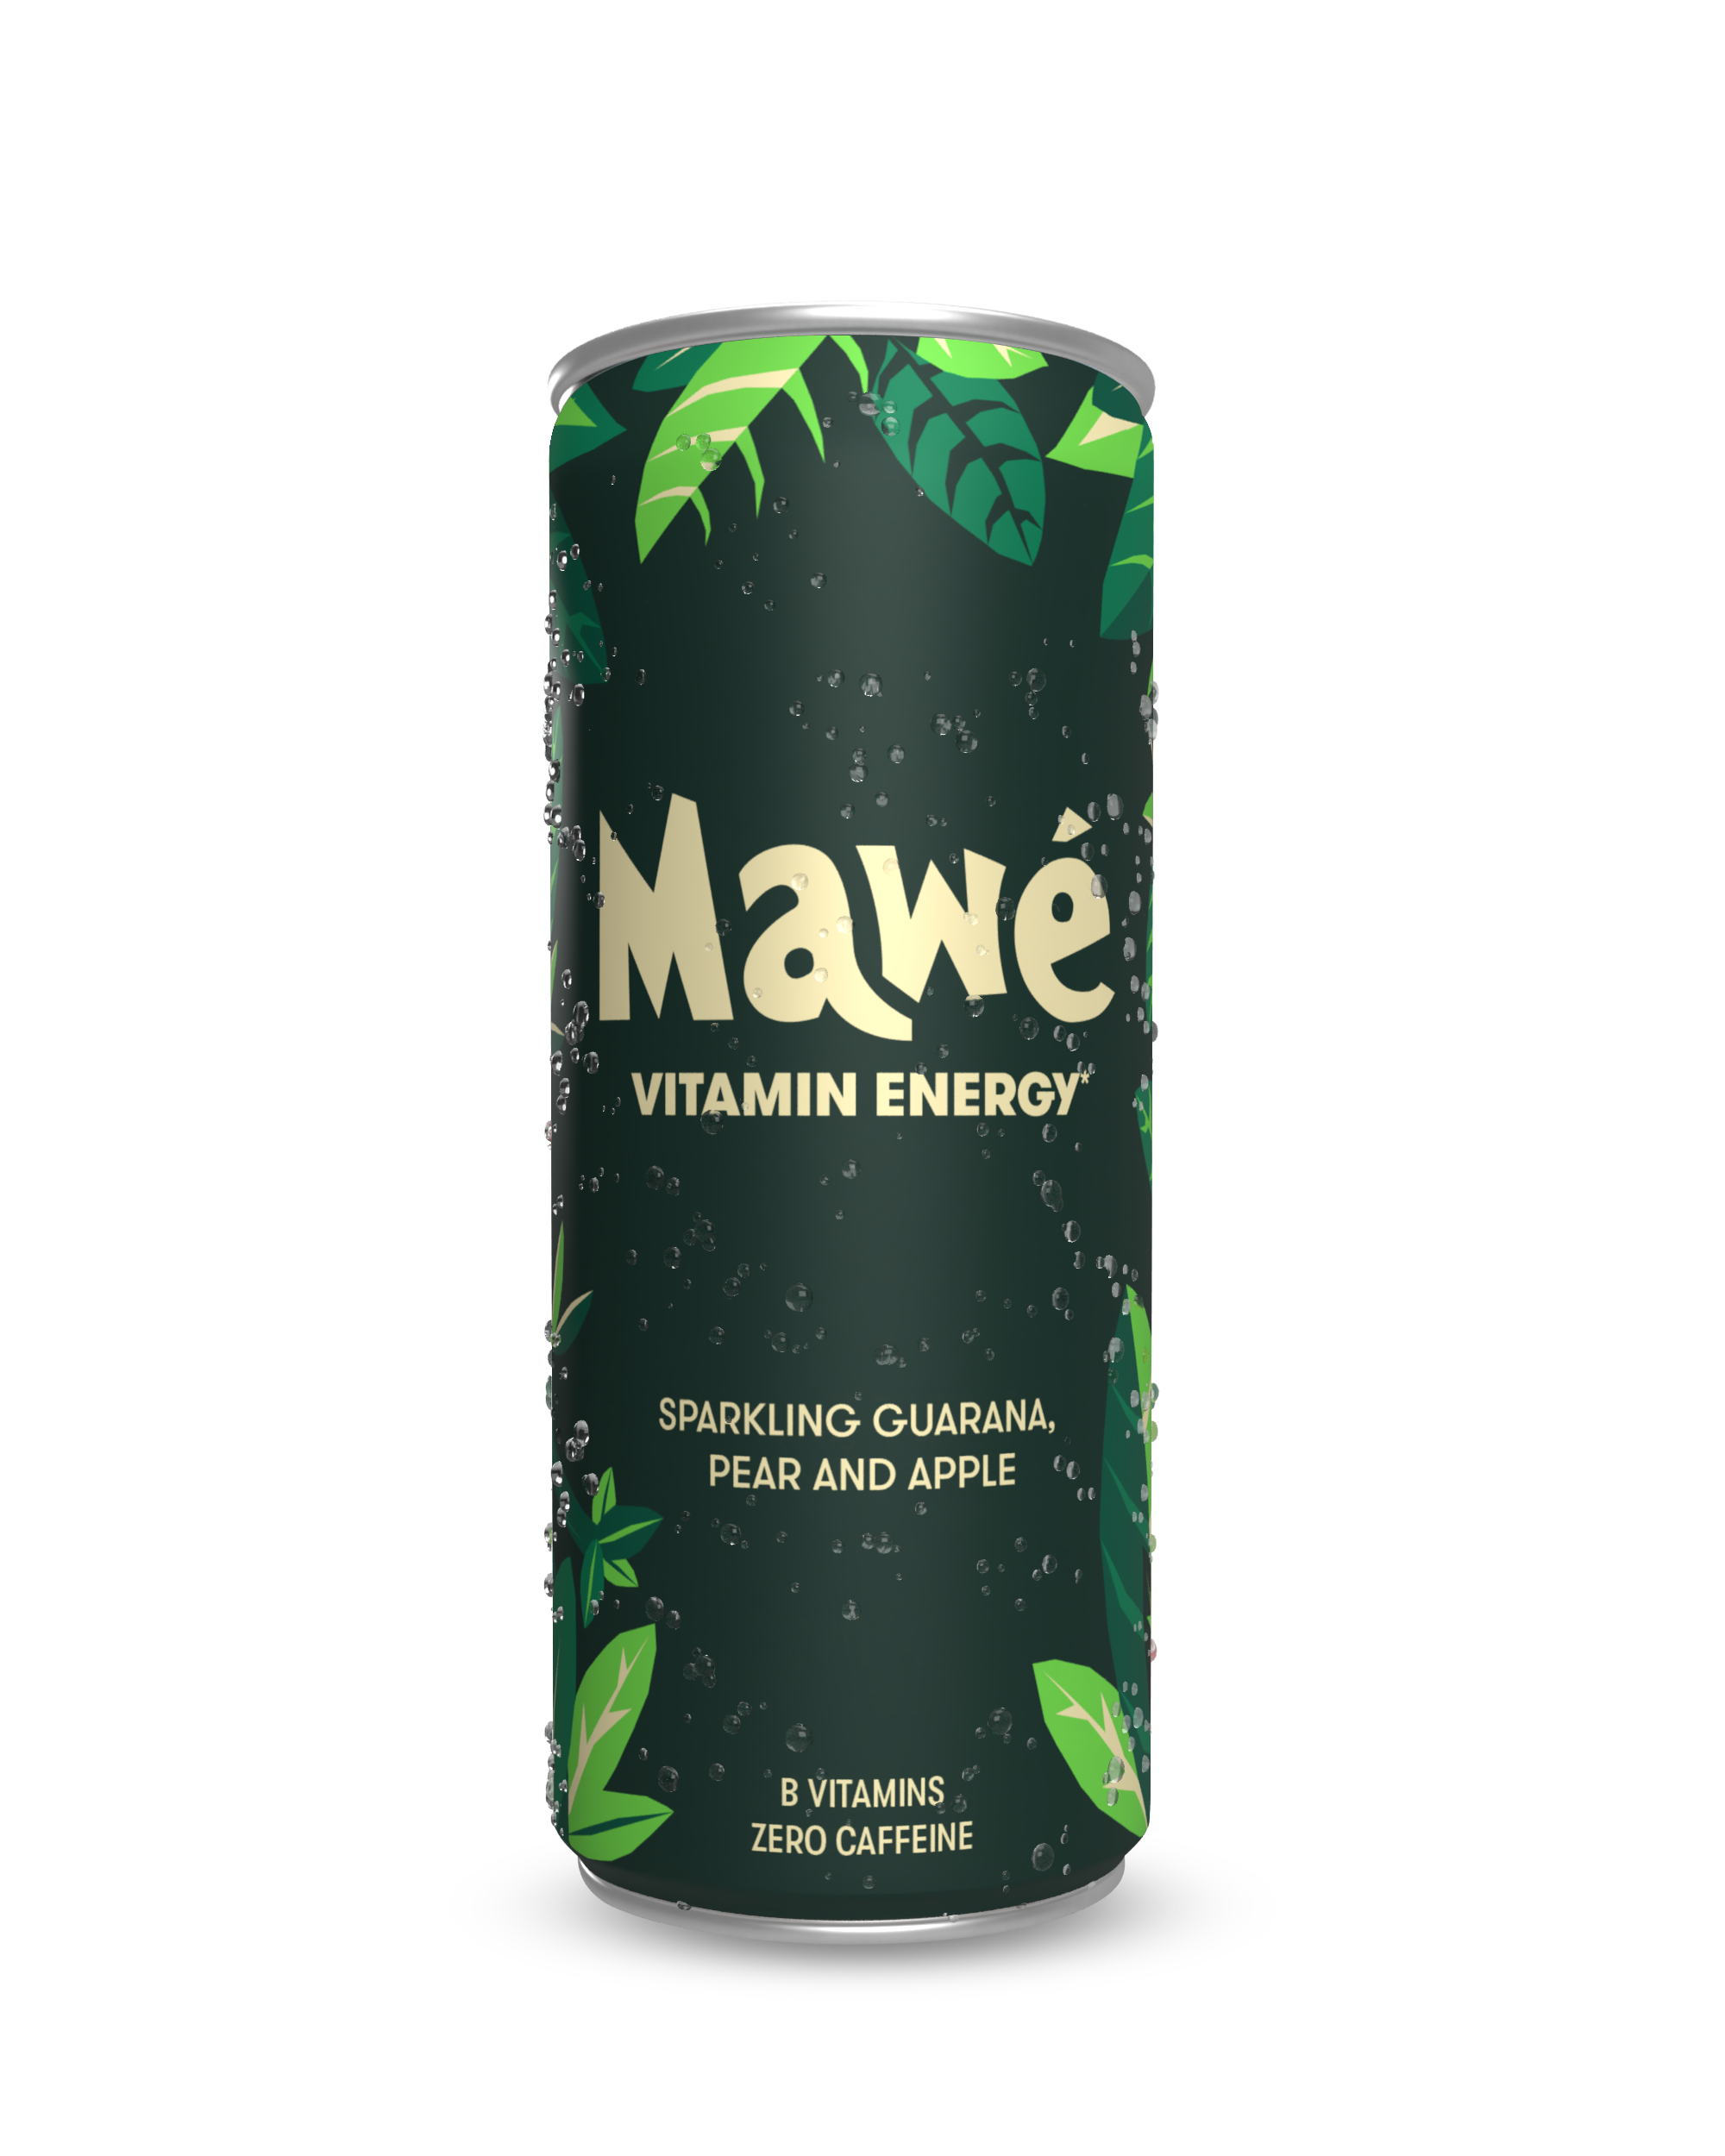 Mawé
VITAMIN ENERGY*
SPARKLING GUARANA,
PEAR AND APPLE
B VITAMINS
ZERO CAFFEINE